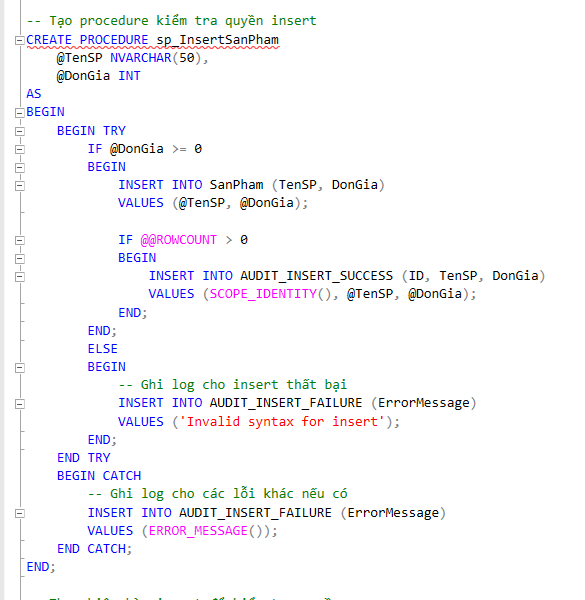 -- Tạo procedure kiểm tra quyền insert
CREATE PROCEDURE sp_InsertSanPham
    @TenSP NVARCHAR(50),
    @DonGia INT
AS
BEGIN
    BEGIN TRY
        IF @DonGia >= 0
        BEGIN
            INSERT INTO SanPham (TenSP, DonGia)
            VALUES (@TenSP, @DonGia);

            IF @@ROWCOUNT > 0
            BEGIN
                INSERT INTO AUDIT_INSERT_SUCCESS (ID, TenSP, DonGia)
                VALUES (SCOPE_IDENTITY(), @TenSP, @DonGia);
            END;
        END;
        ELSE
        BEGIN
            -- Ghi log cho insert thất bại
            INSERT INTO AUDIT_INSERT_FAILURE (ErrorMessage)
            VALUES ('Invalid syntax for insert');
        END;
    END TRY
    BEGIN CATCH
        -- Ghi log cho các lỗi khác nếu có
        INSERT INTO AUDIT_INSERT_FAILURE (ErrorMessage)
        VALUES (ERROR_MESSAGE());
    END CATCH;
END;